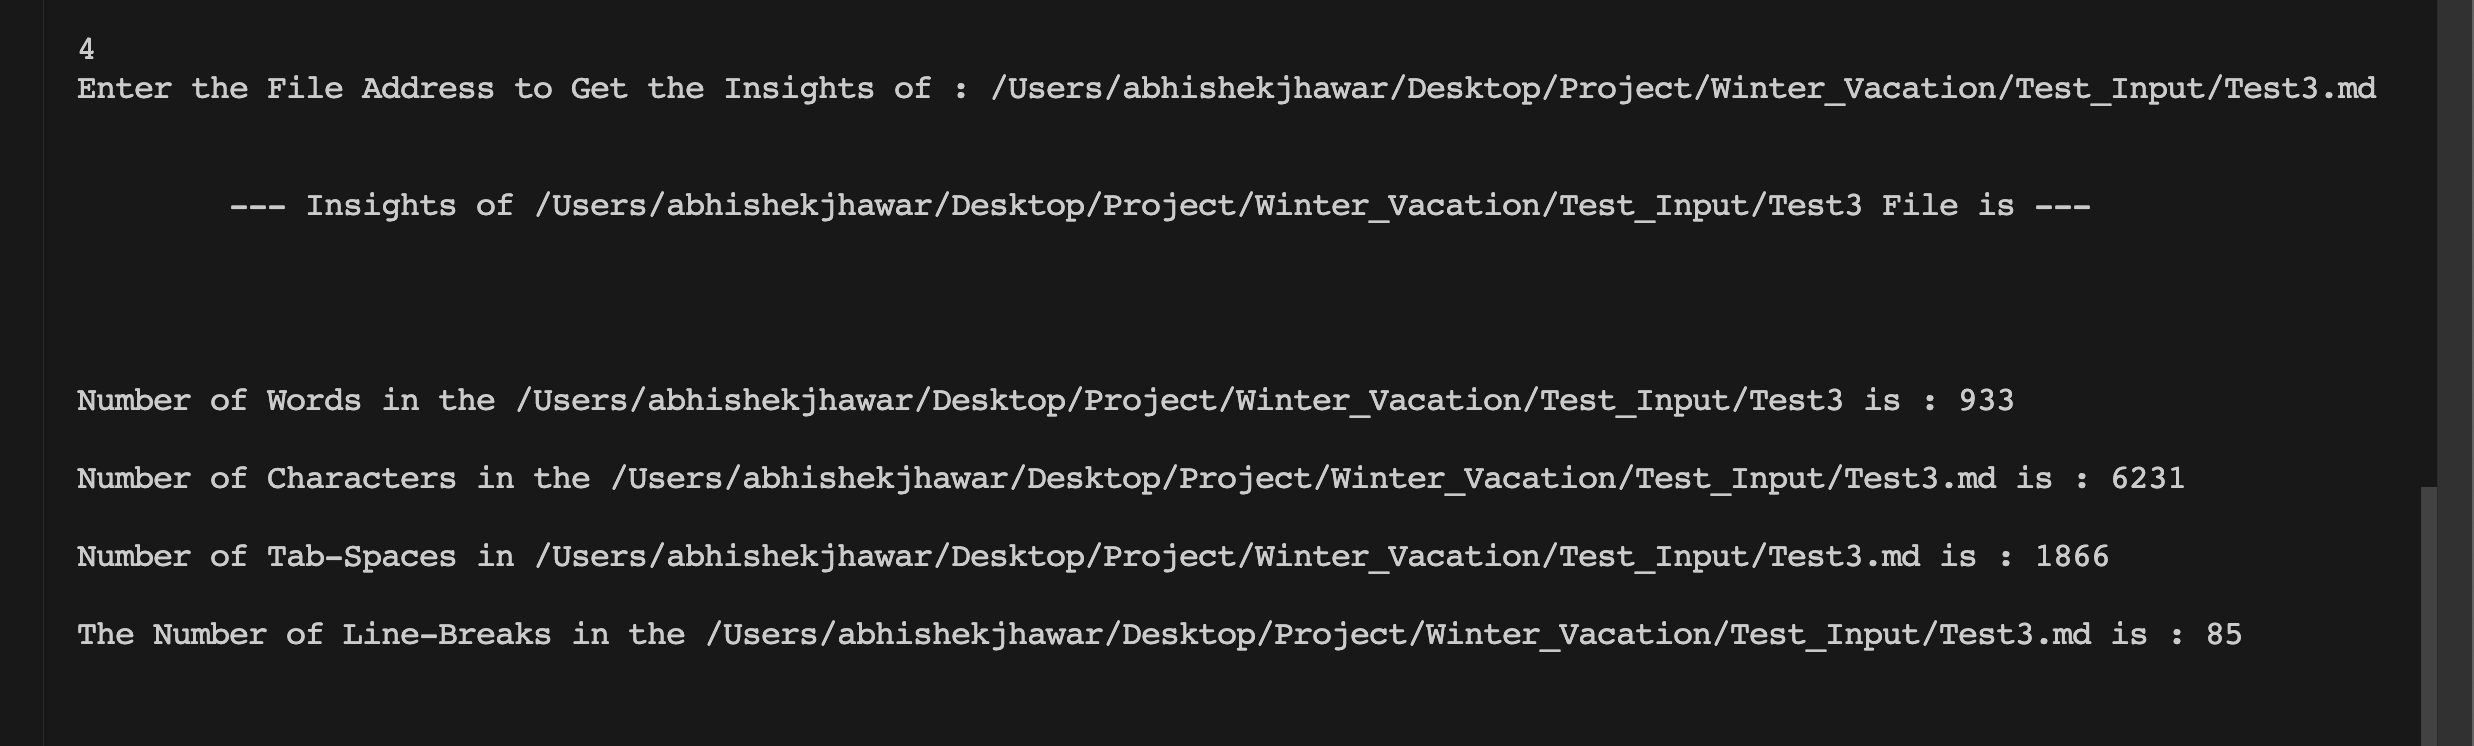 4
Enter the File Address to Get the Insights of : /Users/abhishekjhawar/Desktop/Project/Winter_Vacation/Test_Input/Test3.md
--- Insights of /Users/abhishekjhawar/Desktop/Project/Winter_Vacation/Test_Input/Test3 File is ---
Number of Words in the /Users/abhishekjhawar/Desktop/Project/Winter_Vacation/Test_Input/Test3 is : 933
Number of Characters in the /Users/abhishekjhawar/Desktop/Project/Winter_Vacation/Test_Input/Test3.md is : 6231
Number of Tab-Spaces in /Users/abhishekjhawar/Desktop/Project/Winter_Vacation/Test_Input/Test3.md is : 1866
The Number of Line-Breaks in the /Users/abhishekjhawar/Desktop/Project/Winter_Vacation/Test_Input/Test3.md is : 85